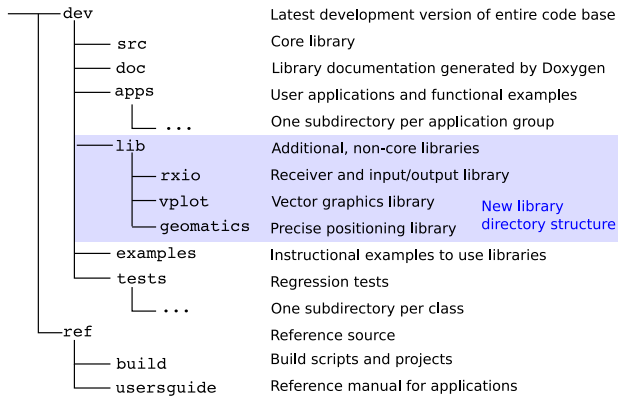 dev Latest development version of entire code base
src Core library
doc Library documentation generated by Doxygen
apps User applications and functional examples
... One subdirectory per application group
lib Additional, non-core libraries
rxio Receiver and input/output library
vplot Vector graphics library
geomatics Precise positioning library
New library
directory structure
examples Instructional examples to use libraries
tests Regression tests
... One subdirectory per class
ref Reference source
build Build scripts and projects
usersguide Reference manual for applications